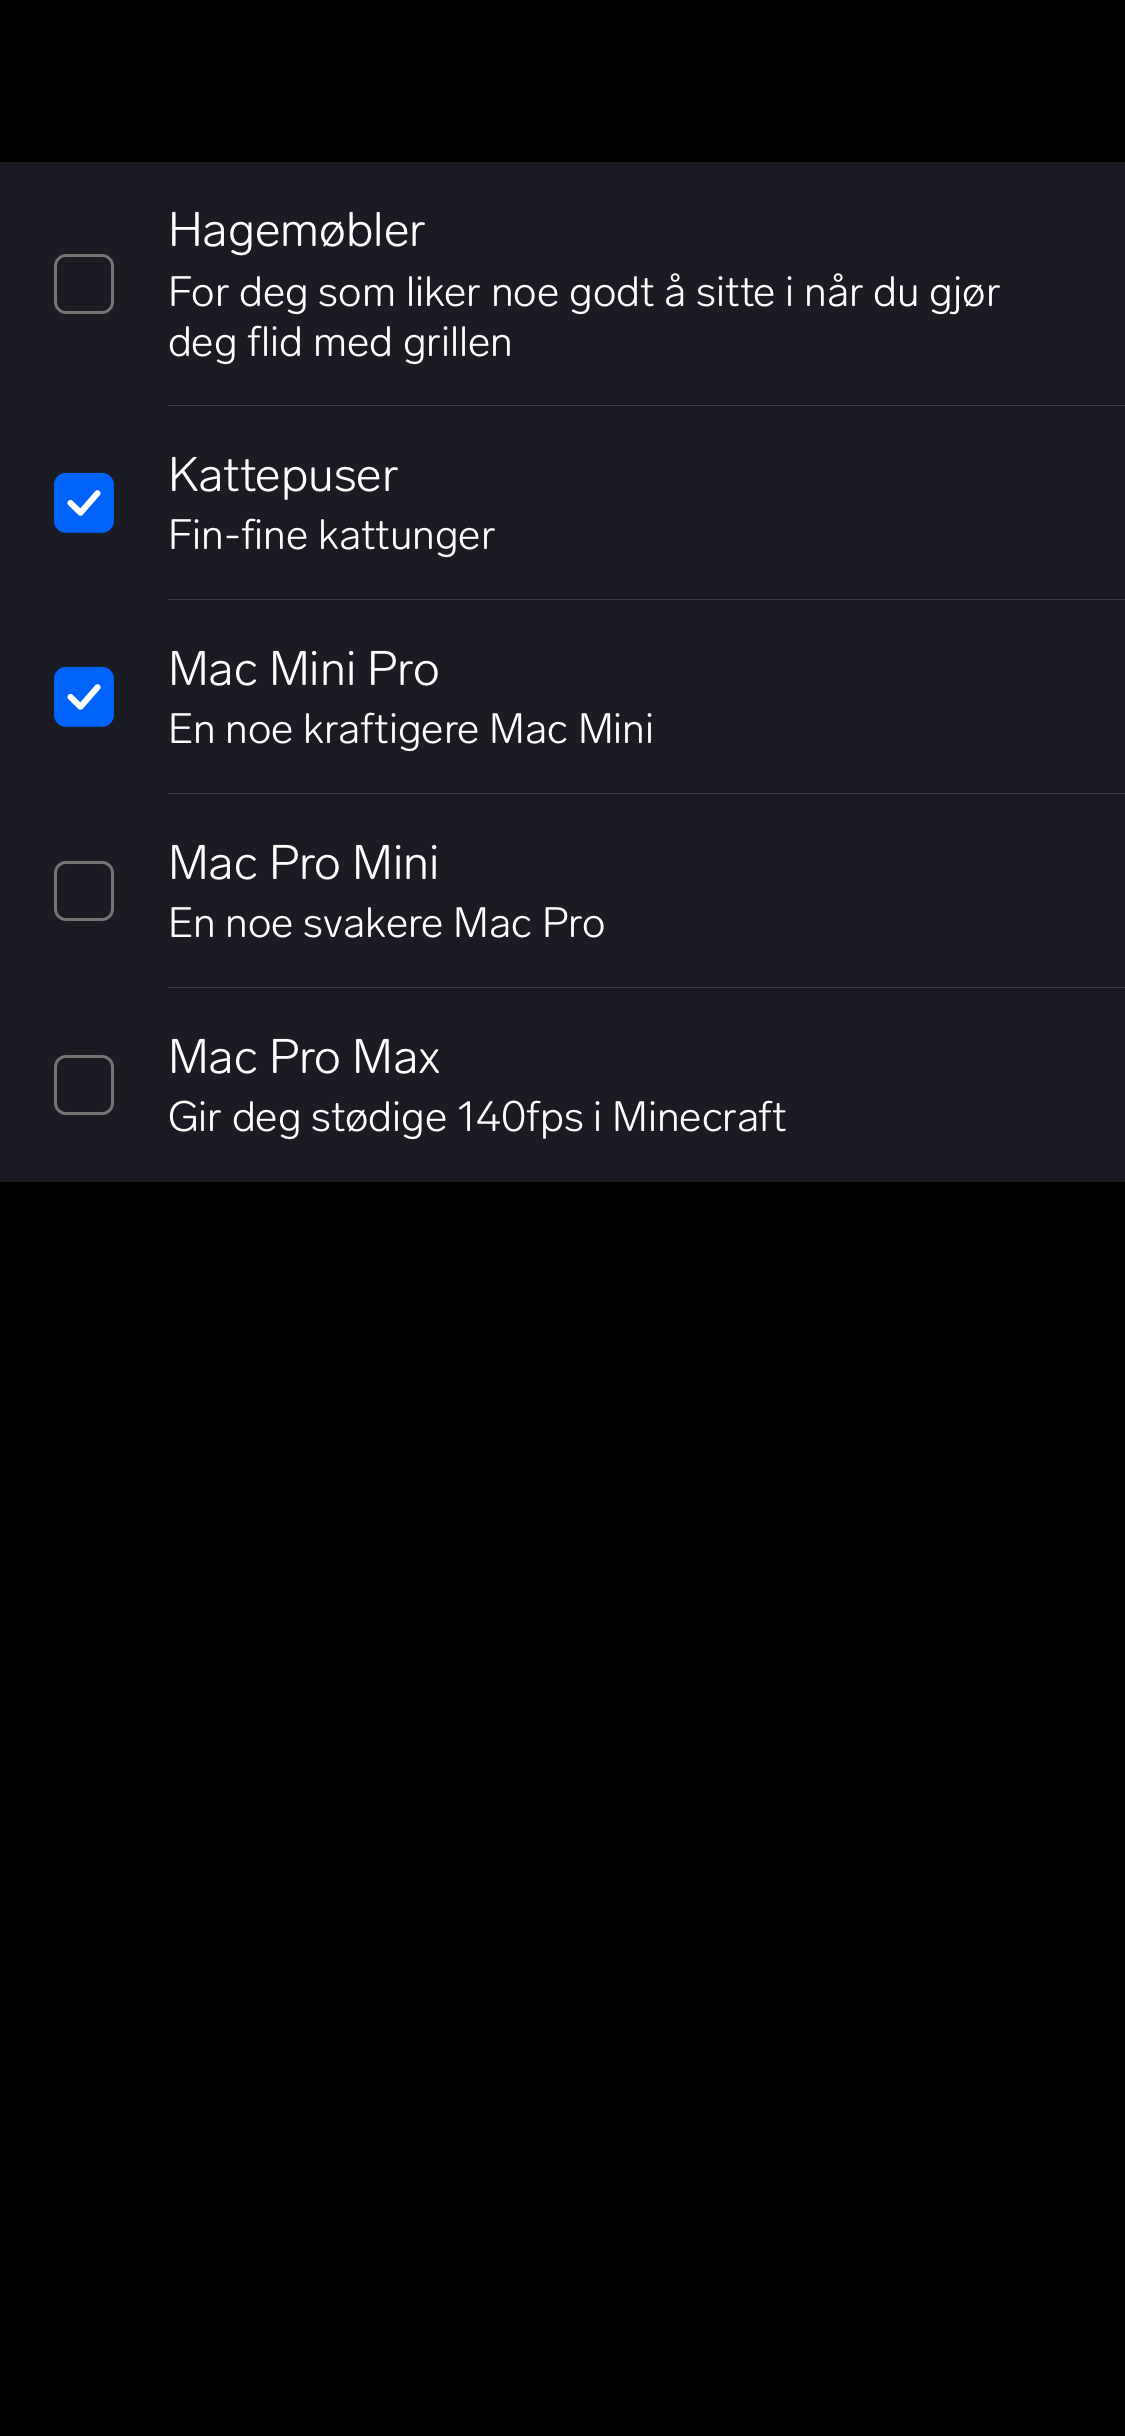 Hagemøbler
For deg som liker noe godt å sitte i når du gjør
deg flid med grillen
Kattepuser
Fin-fine kattunger
Mac Mini Pro
En noe kraftigere Mac Mini
Mac Pro Mini
En noe svakere Mac Pro
Mac Pro Max
Gir deg stødige 140fps i Minecraft